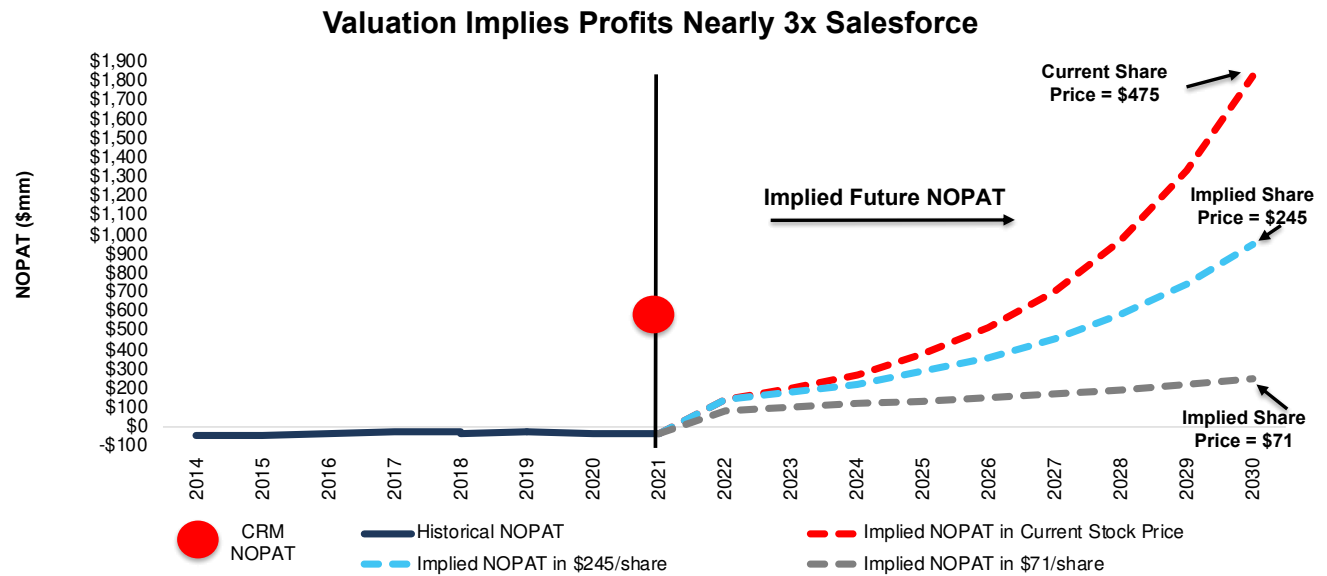 Valuation Implies Profits Nearly 3x Salesforce
NOPAT ($mm)
$1,900
$1,800
$1,700
$1,600
$1,500
$1,400
$1,300
$1,200
$1,100
$1,000
$900
$800
$700
$600
$500
$400
$300
$200
$100
$0
-$100
Current Share
Price = $475
Implied Future NOPAT
Implied Share
Price = $245
Implied Share
Price = $71
2014
2015
2016
2017
2018
2019
2020
2021
2022
2023
2024
2025
2026
2027
2028
2029
2030
CRM
NOPAT
Historical NOPAT
Implied NOPAT in Current Stock Price
Implied NOPAT in $245/share
Implied NOPAT in $71/share